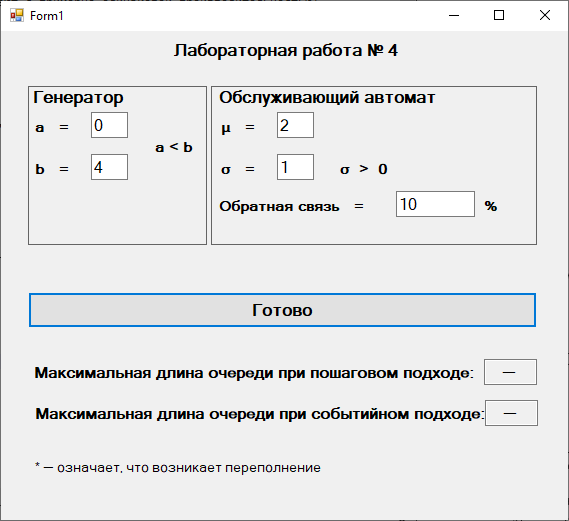 Form1
Лабораторная работа № 4
Генератор
a = 0
a < b
b = 4
Обслуживающий автомат
μ = 2
σ = 1 σ > 0
Обратная связь = 10 %
Готово
Максимальная длина очереди при пошаговом подходе: —
Максимальная длина очереди при событийном подходе: —
* — означает, что возникает переполнение